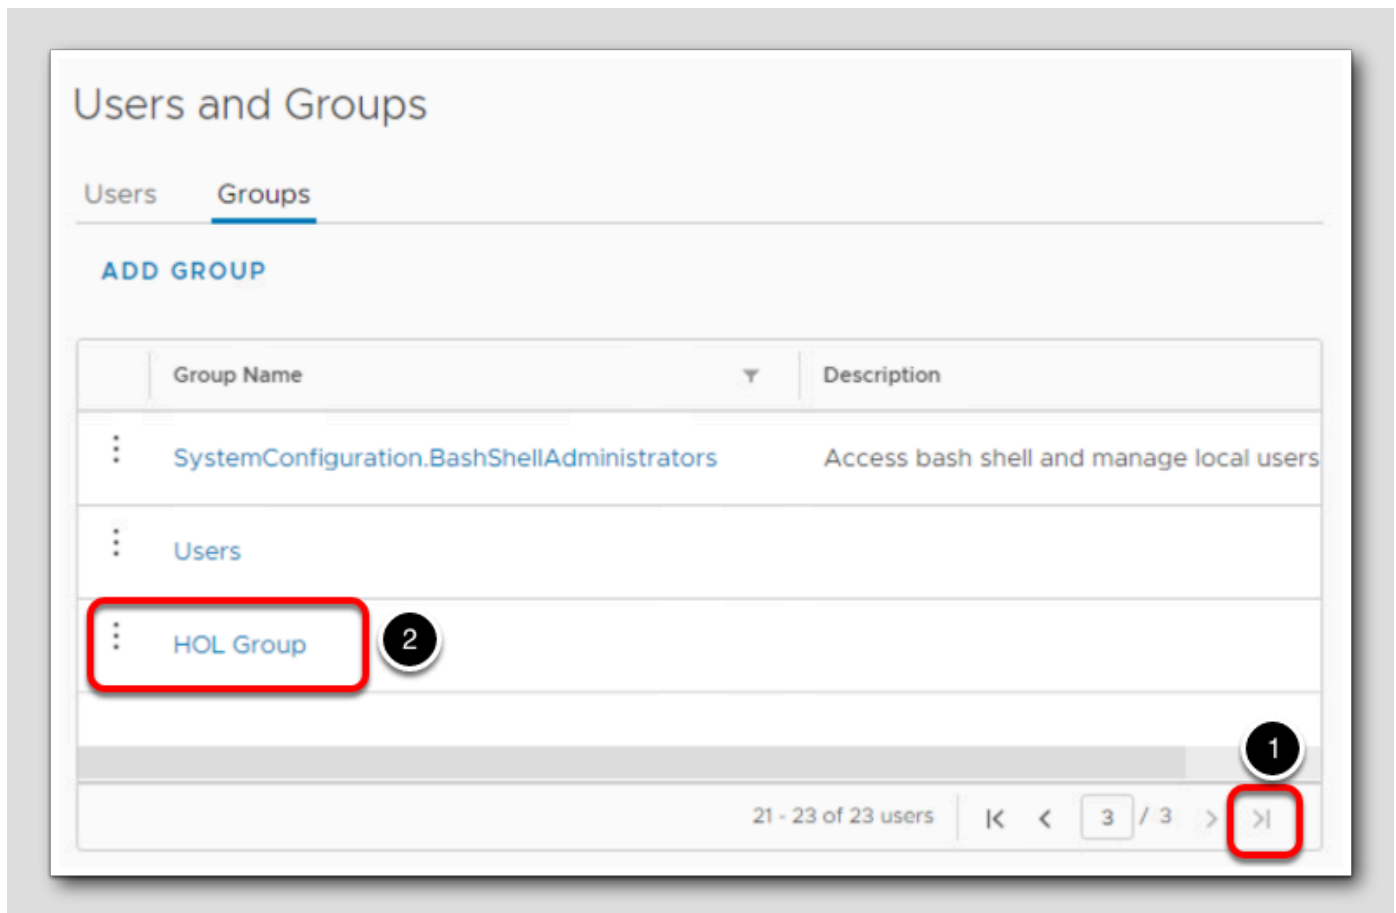 Users and Groups
Users Groups
ADD GROUP
Group Name Description
SystemConfiguration.BashShellAdministrators Access bash shell and manage local users
Users
HOL Group 2
1
21 - 23 of 23 users 3 / 3